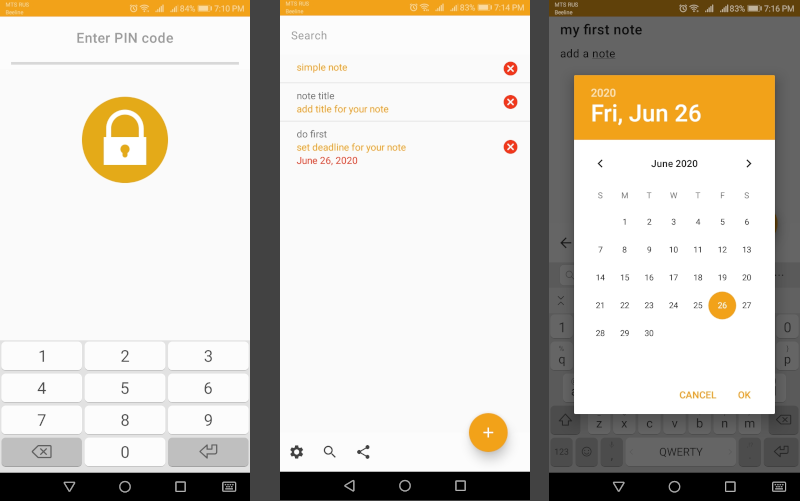 MTS RUS
Beeline
84% 7:10 PM
Enter PIN code
1 2 3
4 5 6
7 8 9
0
MTS RUS
Beeline
83% 7:14 PM
Search
simple note
note title
add title for your note
do first
set deadline for your note
June 26, 2020
+
MTS RUS
Beeline
83% 7:16 PM
my first note
add a note
2020
Fri, Jun 26
June 2020
S M T W T F S
1 2 3 4 5 6
7 8 9 10 11 12 13
14 15 16 17 18 19 20
21 22 23 24 25 26 27
28 29 30
CANCEL OK
1 0
% q p
a
z x c v b n m
123 , QWERTY